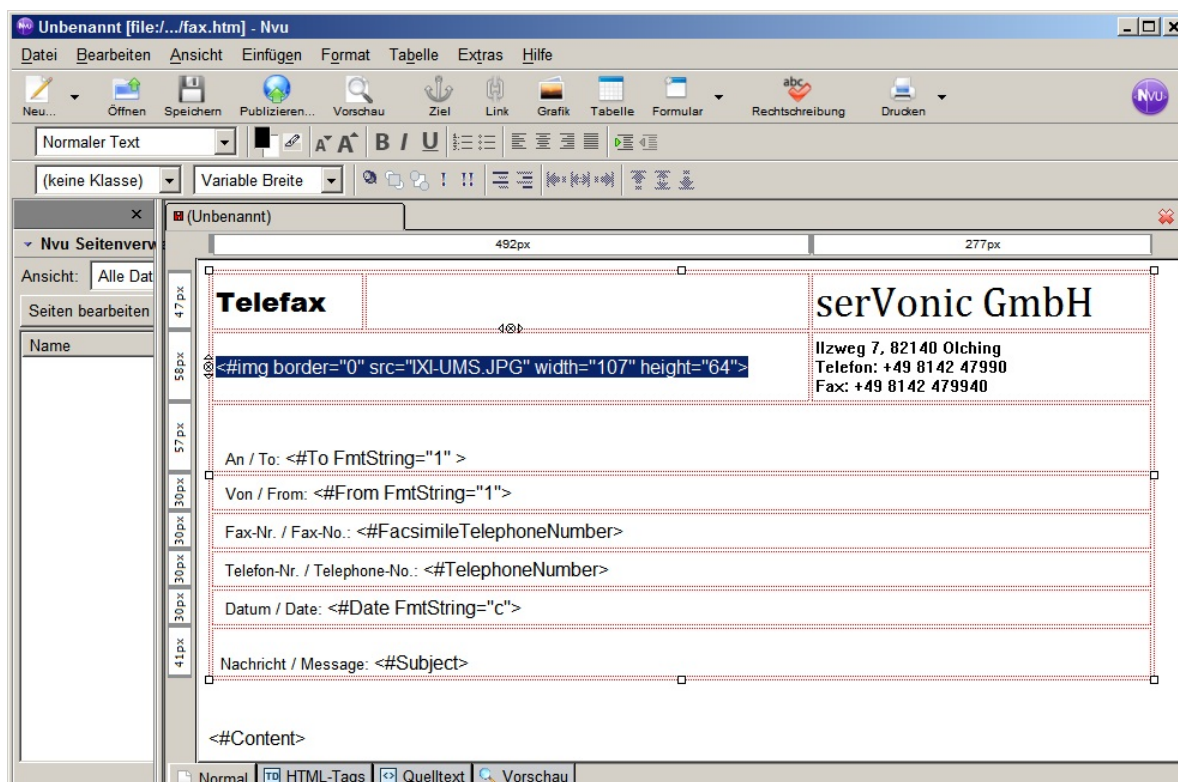 Unbenannt [file:/.../fax.htm] - Nvu
Datei Bearbeiten Ansicht Einfügen Format Tabelle Extras Hilfe
Neu... Öffnen Speichern Publizieren... Vorschau Ziel Link Grafik Tabelle Formular Rechtschreibung Drucken
Normaler Text
(keine Klasse) Variable Breite
(Unbenannt)
Nvu Seitenverw
492px 277px
Ansicht: Alle Dat
Seiten bearbeiten
Name
47px
Telefax serVonic GmbH
58px
<#img border="0" src="IXI-UMS.JPG" width="107" height="64">
Ilzweg 7, 82140 Olching
Telefon: +49 8142 47990
Fax: +49 8142 479940
57px
An / To: <#To FmtString="1" >
30px
Von / From: <#From FmtString="1">
30px
Fax-Nr. / Fax-No.: <#FacsimileTelephoneNumber>
30px
Telefon-Nr. / Telephone-No.: <#TelephoneNumber>
30px
Datum / Date: <#Date FmtString="c">
41px
Nachricht / Message: <#Subject>
<#Content>
Normal HTML-Tags Quelltext Vorschau